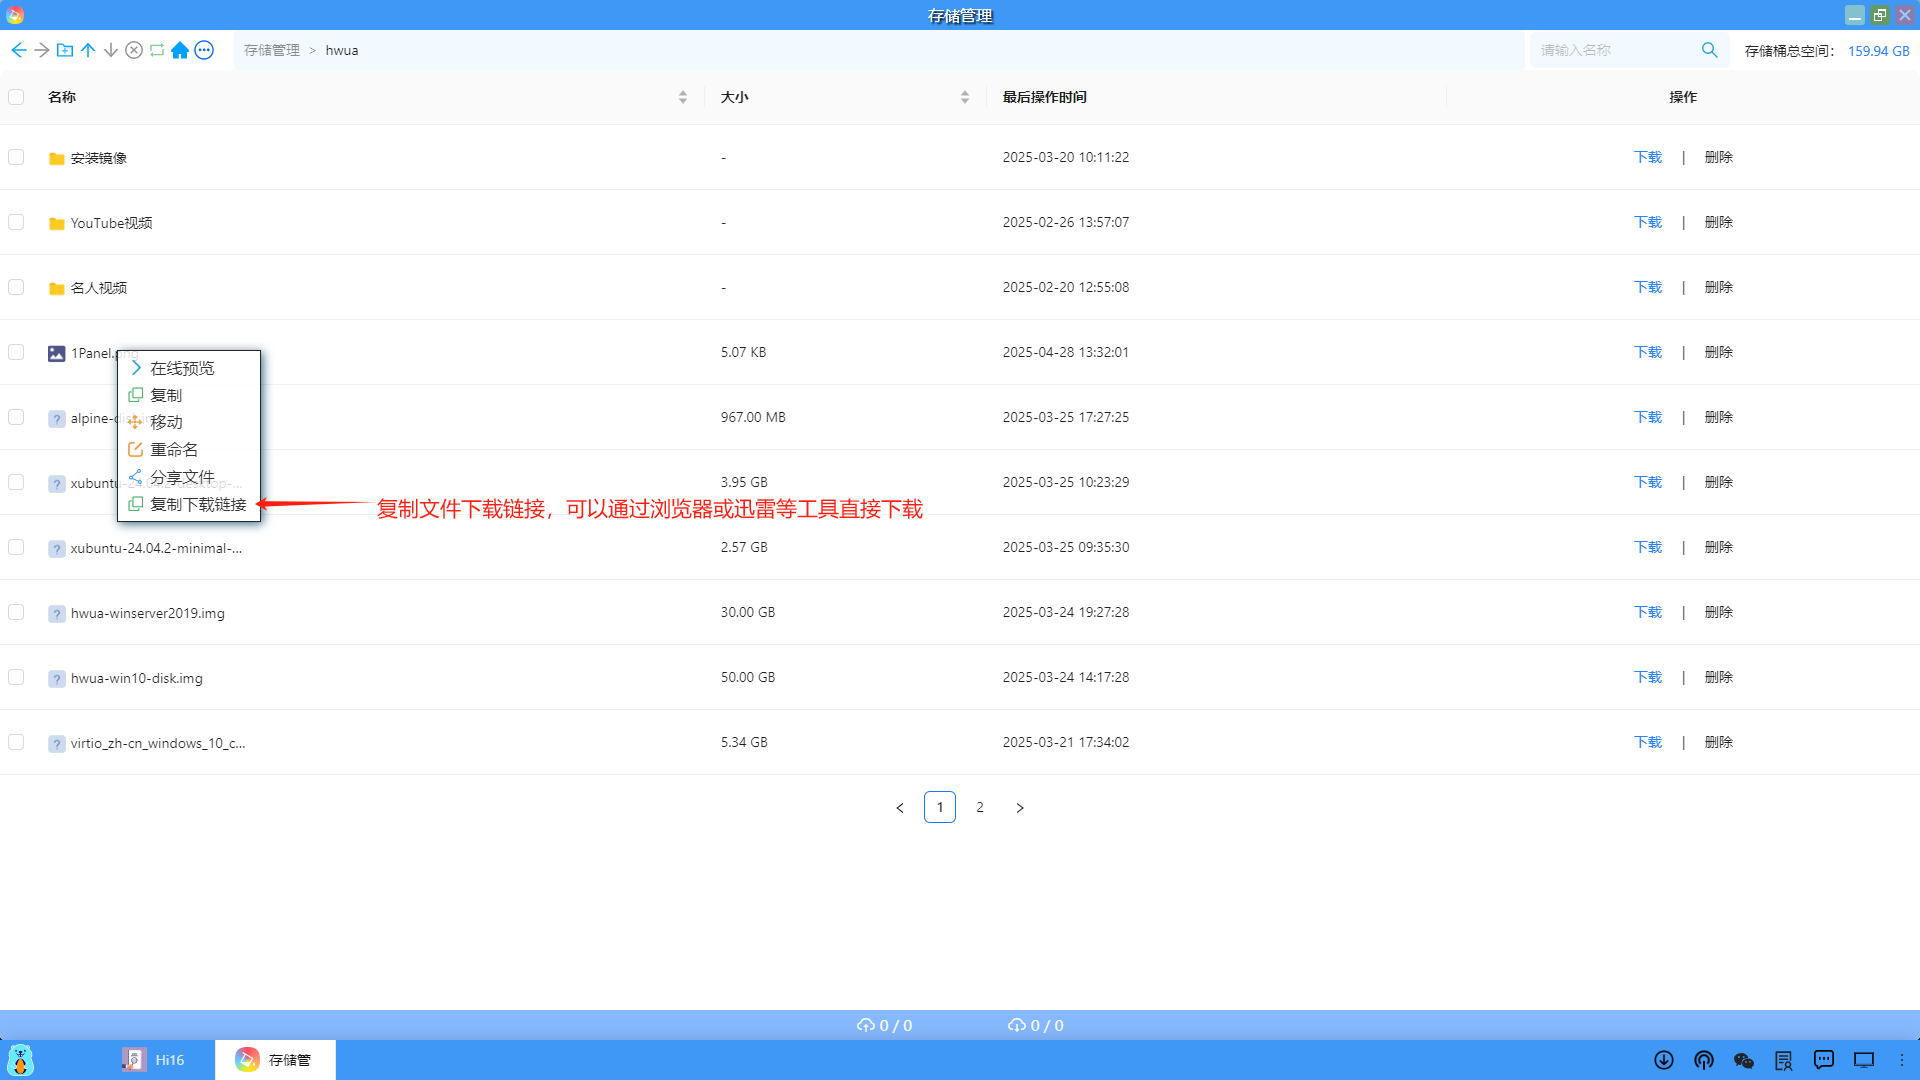 存储管理
存储管理 > hwua
请输入名称
存储桶总空间： 159.94 GB
名称 大小 最后操作时间 操作
安装镜像 - 2025-03-20 10:11:22 下载 | 删除
YouTube视频 - 2025-02-26 13:57:07 下载 | 删除
名人视频 - 2025-02-20 12:55:08 下载 | 删除
1Panel.png 5.07 KB 2025-04-28 13:32:01 下载 | 删除
在线预览
复制
alpine-disk.img 967.00 MB 2025-03-25 17:27:25 下载 | 删除
移动
重命名
分享文件
xubuntu-24.04.2-desktop-... 3.95 GB 2025-03-25 10:23:29 下载 | 删除
复制下载链接
复制文件下载链接，可以通过浏览器或迅雷等工具直接下载
xubuntu-24.04.2-minimal-... 2.57 GB 2025-03-25 09:35:30 下载 | 删除
hwua-winserver2019.img 30.00 GB 2025-03-24 19:27:28 下载 | 删除
hwua-win10-disk.img 50.00 GB 2025-03-24 14:17:28 下载 | 删除
virtio_zh-cn_windows_10_c... 5.34 GB 2025-03-21 17:34:02 下载 | 删除
< 1 2 >
0 / 0 0 / 0
Hi16 存储管